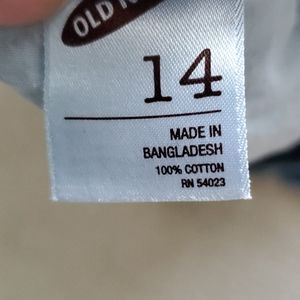 OLD
14
MADE IN
BANGLADESH
100% COTTON
RN 54023